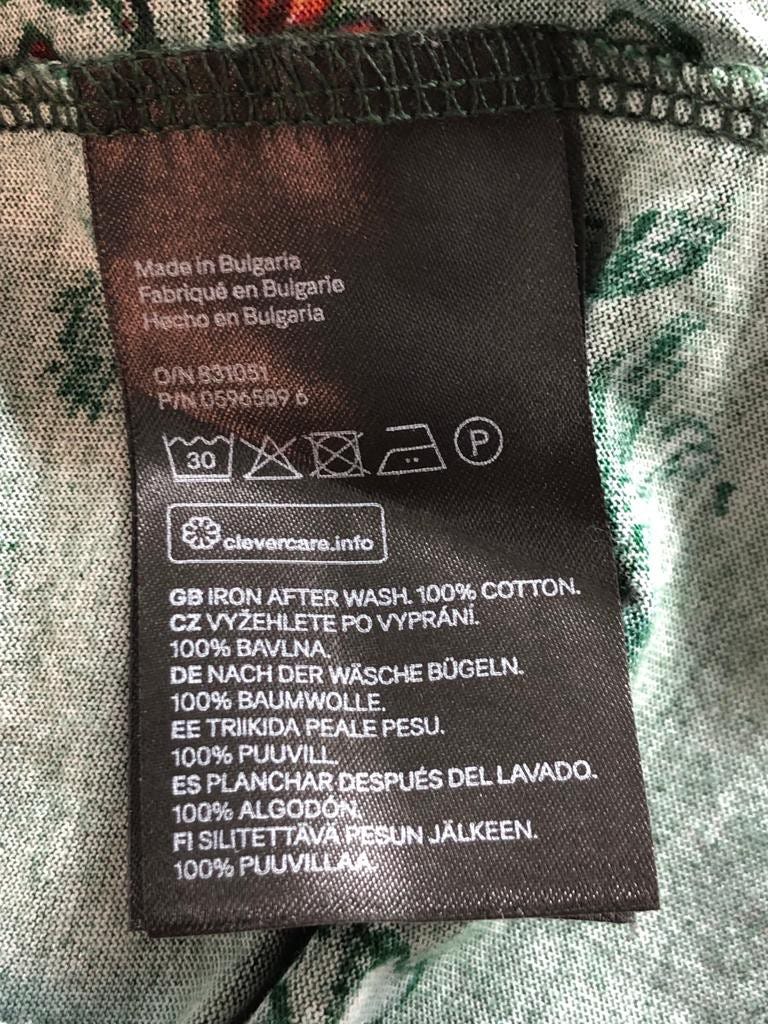 Made in Bulgaria
Fabriqué en Bulgarie
Hecho en Bulgaria
O/N 831051
P/N 0596589 6
30
P
clevercare.info
GB IRON AFTER WASH. 100% COTTON.
CZ VYŽEHLETE PO VYPRÁNÍ.
100% BAVLNA.
DE NACH DER WÄSCHE BÜGELN.
100% BAUMWOLLE.
EE TRIIKIDA PEALE PESU.
100% PUUVILL.
ES PLANCHAR DESPUÉS DEL LAVADO.
100% ALGODÓN.
FI SILITETTÄVÄ PESUN JÄLKEEN.
100% PUUVILLAA.